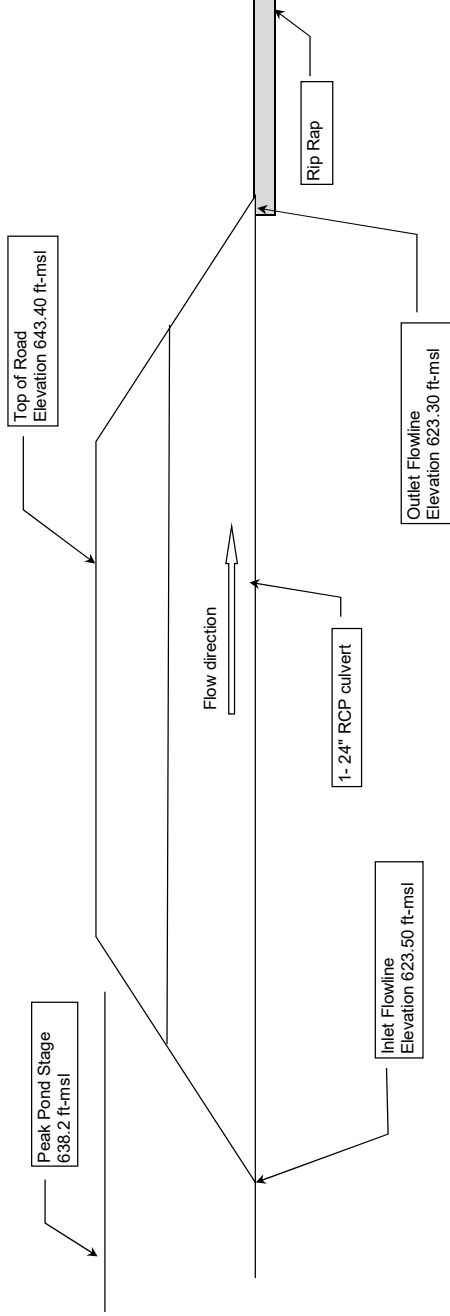 Peak Pond Stage
638.2 ft-msl
Top of Road
Elevation 643.40 ft-msl
Flow direction
Rip Rap
Inlet Flowline
Elevation 623.50 ft-msl
1- 24" RCP culvert
Outlet Flowline
Elevation 623.30 ft-msl